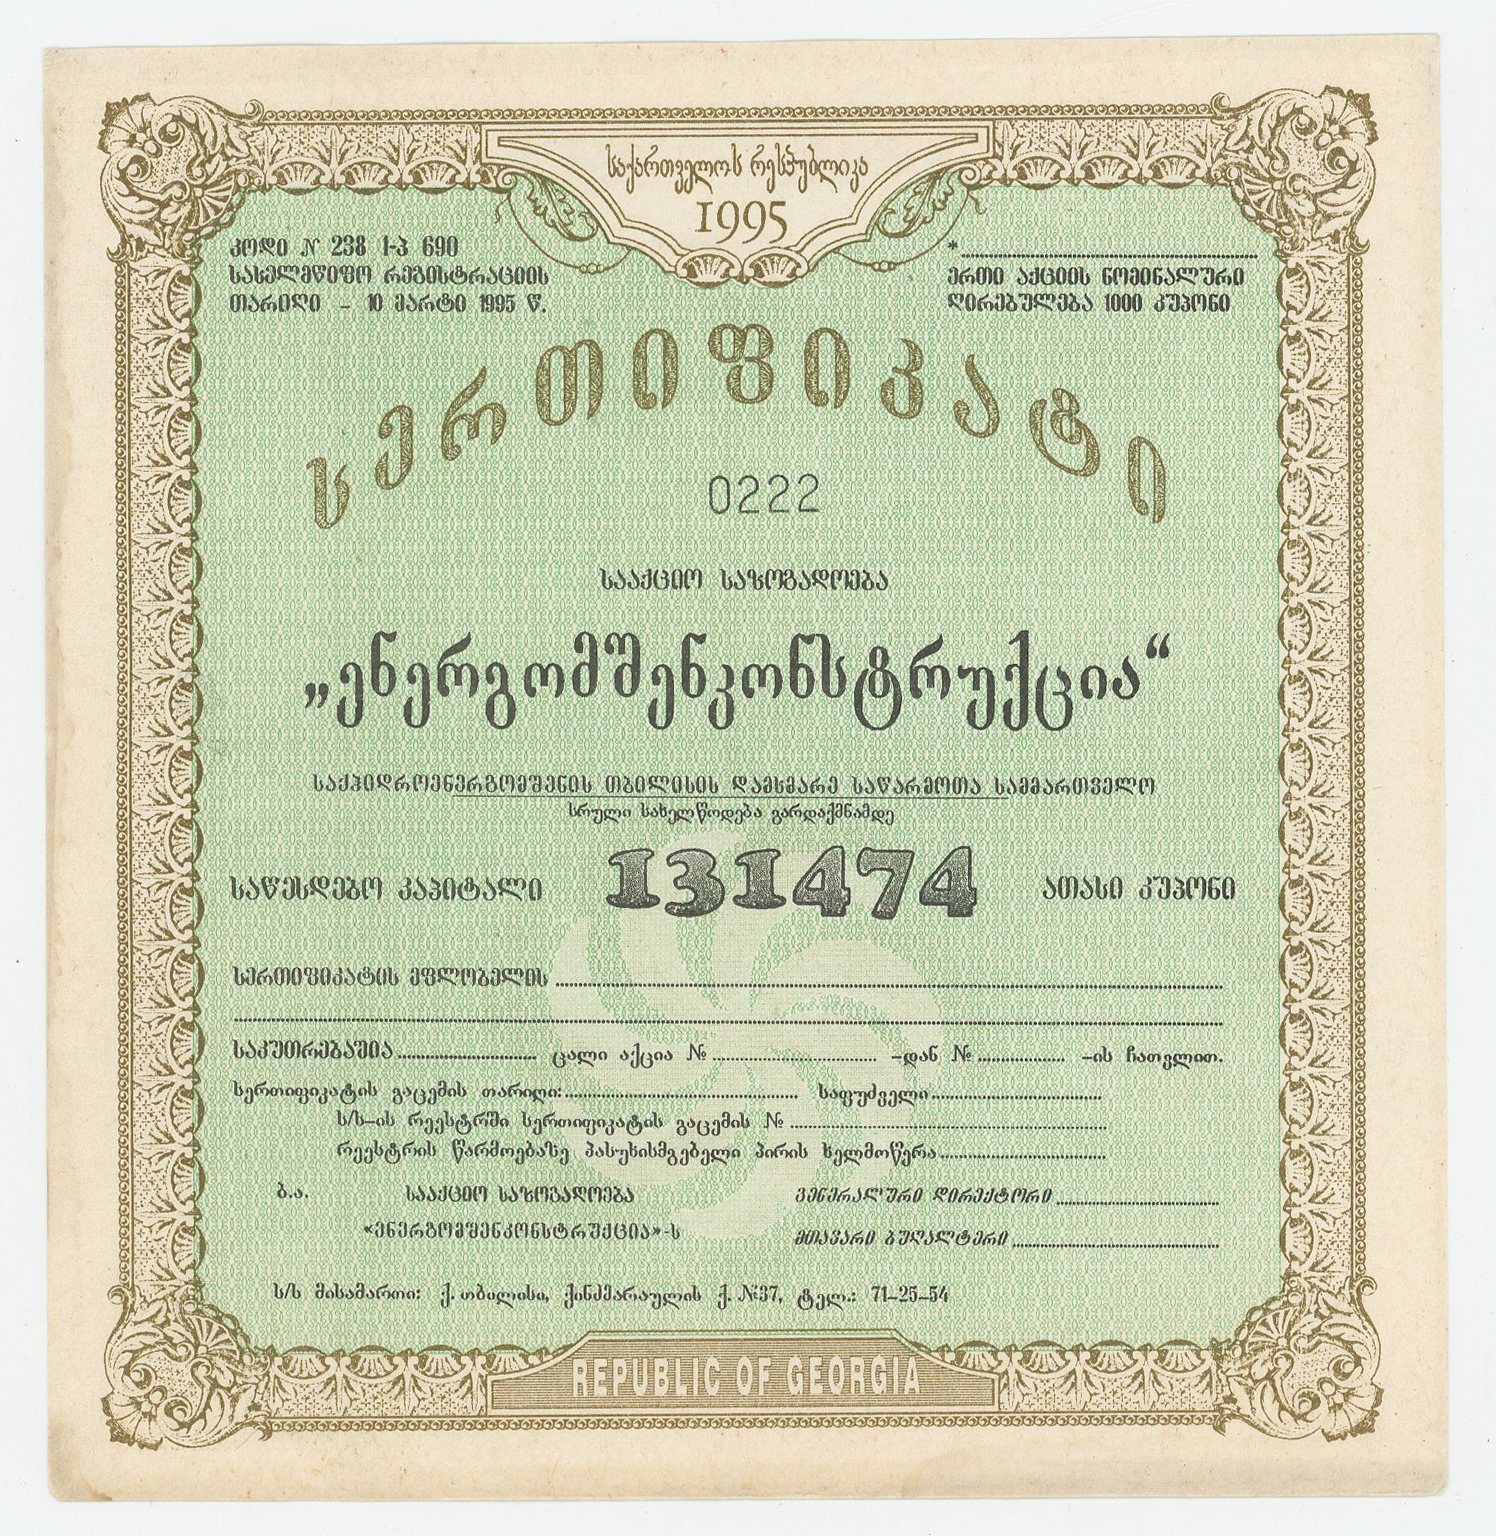 საქართველოს რესპუბლიკა
1995
კოდი № 238 1-პ 690
სახელმწიფო რეგისტრაციის
თარიღი - 10 მარტი 1995 წ.
*
ერთი აქციის ნომინალური
ღირებულება 1000 კუპონი
სერთიფიკატი
0222
სააქციო საზოგადოება
„ენერგომშენკონსტრუქცია“
საქჰიდროენერგომშენის თბილისის დამხმარე საწარმოთა სამმართველო
სრული სახელწოდება გარდაქმნამდე
საწესდებო კაპიტალი 131474 ათასი კუპონი
სერთიფიკატის მფლობელის
საკუთრებაშია ცალი აქცია № -დან № -ის ჩათვლით.
სერთიფიკატის გაცემის თარიღი: საფუძველი
ს/ს-ის რეესტრში სერთიფიკატის გაცემის №
რეესტრის წარმოებაზე პასუხისმგებელი პირის ხელმოწერა
ბ.ა. სააქციო საზოგადოება გენერალური დირექტორი
«ენერგომშენკონსტრუქცია»-ს მთავარი ბუღალტერი
ს/ს მისამართი: ქ. თბილისი, ქინძმარაულის ქ. №37, ტელ.: 71-25-54
REPUBLIC OF GEORGIA